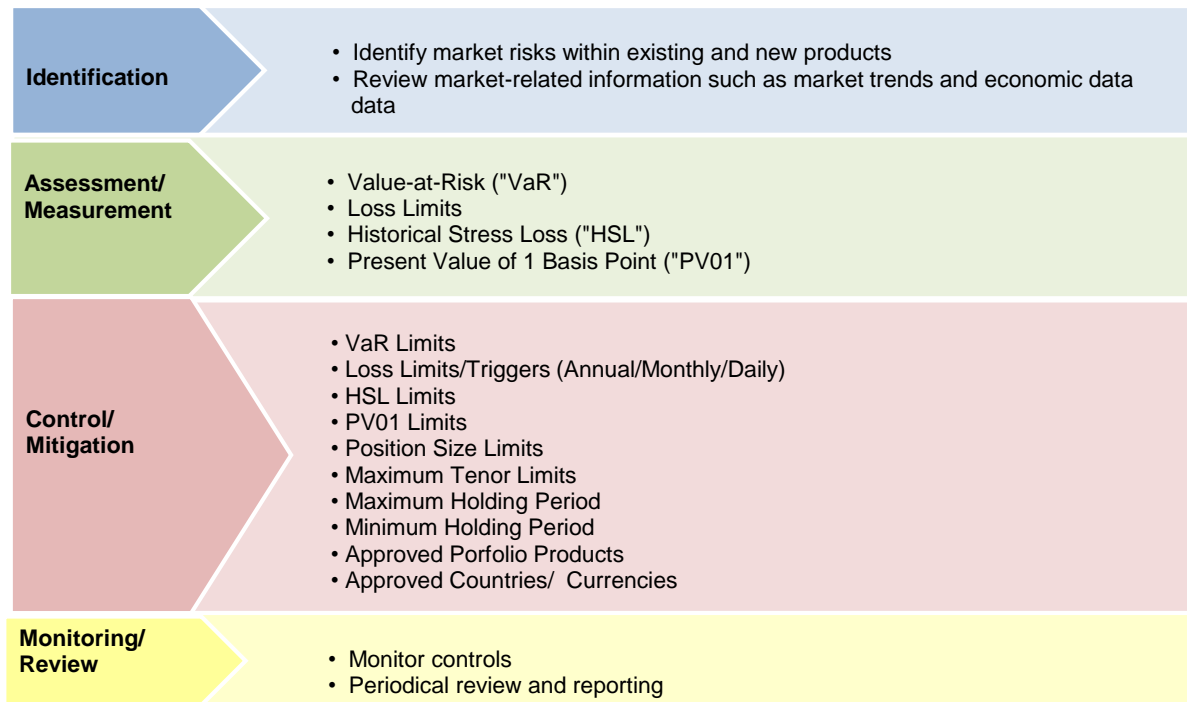 Identification
• Identify market risks within existing and new products
• Review market-related information such as market trends and economic data
data
Assessment/
Measurement
• Value-at-Risk ("VaR")
• Loss Limits
• Historical Stress Loss ("HSL")
• Present Value of 1 Basis Point ("PV01")
Control/
Mitigation
• VaR Limits
• Loss Limits/Triggers (Annual/Monthly/Daily)
• HSL Limits
• PV01 Limits
• Position Size Limits
• Maximum Tenor Limits
• Maximum Holding Period
• Minimum Holding Period
• Approved Porfolio Products
• Approved Countries/ Currencies
Monitoring/
Review
• Monitor controls
• Periodical review and reporting